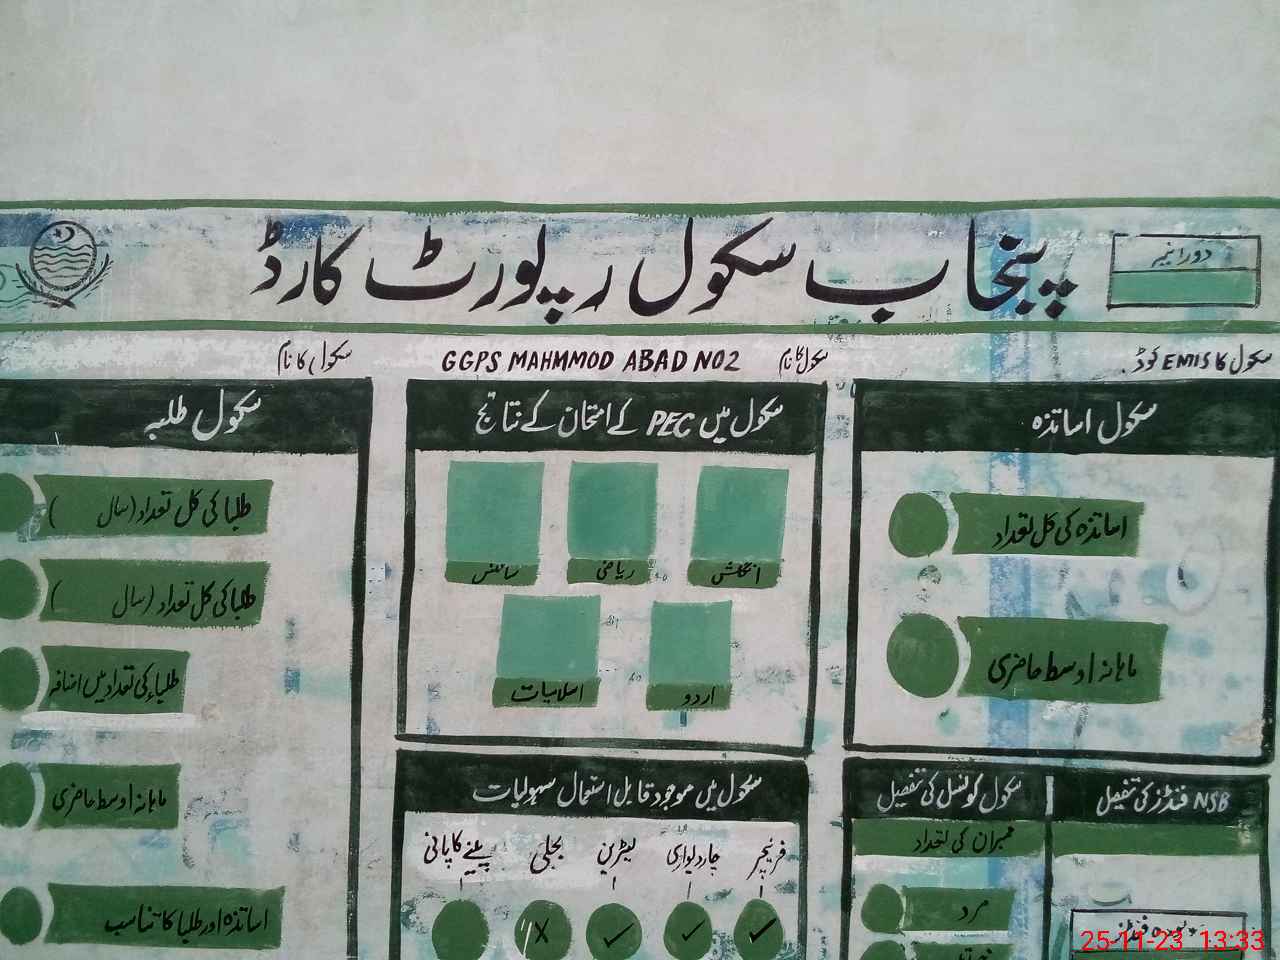 پنجاب سکول رپورٹ کارڈ
دورانیہ
سکول کا EMIS کوڈ
سکول کا نام
GGPS MAHMMOD ABAD NO2
سکول کا نام
سکول اساتذہ
اساتذہ کی کل تعداد
ماہانہ اوسط حاضری
سکول میں PEC کے امتحان کے نتائج
انگلش
ریاضی
سائنس
اردو
اسلامیات
سکول طلبہ
طلبا کی کل تعداد (سال )
طلبا کی کل تعداد (سال )
طلباء کی تعداد میں اضافہ
ماہانہ اوسط حاضری
اساتذہ اور طلبا کا تناسب
NSB فنڈز کی تفصیل
فنڈز
سکول کونسل کی تفصیل
ممبران کی تعداد
مرد
سکول میں موجود قابل استعمال سہولیات
فرنیچر
چاردیواری
لیٹرین
بجلی
پینے کا پانی
25-11-23 13:33